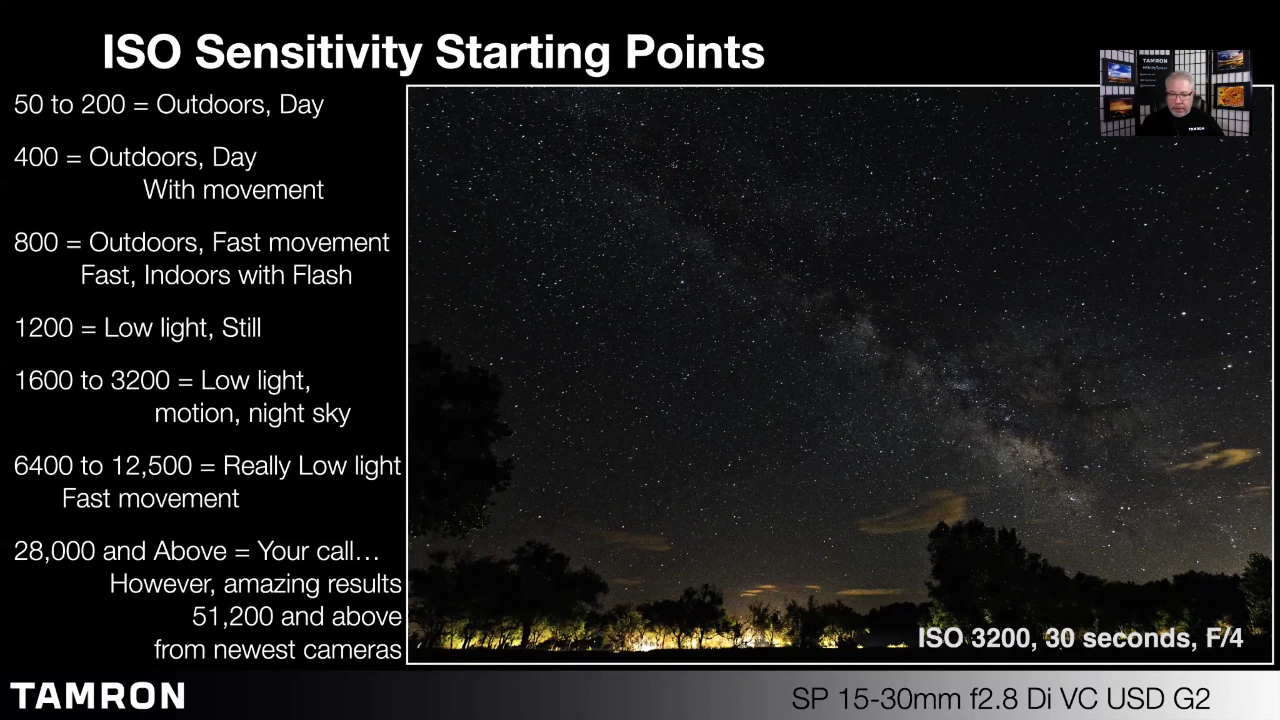 ISO Sensitivity Starting Points
50 to 200 = Outdoors, Day
400 = Outdoors, Day
With movement
800 = Outdoors, Fast movement
Fast, Indoors with Flash
1200 = Low light, Still
1600 to 3200 = Low light,
motion, night sky
6400 to 12,500 = Really Low light
Fast movement
28,000 and Above = Your call…
However, amazing results
51,200 and above
from newest cameras
TAMRON
TAMRON
ISO 3200, 30 seconds, F/4
TAMRON
SP 15-30mm f2.8 Di VC USD G2